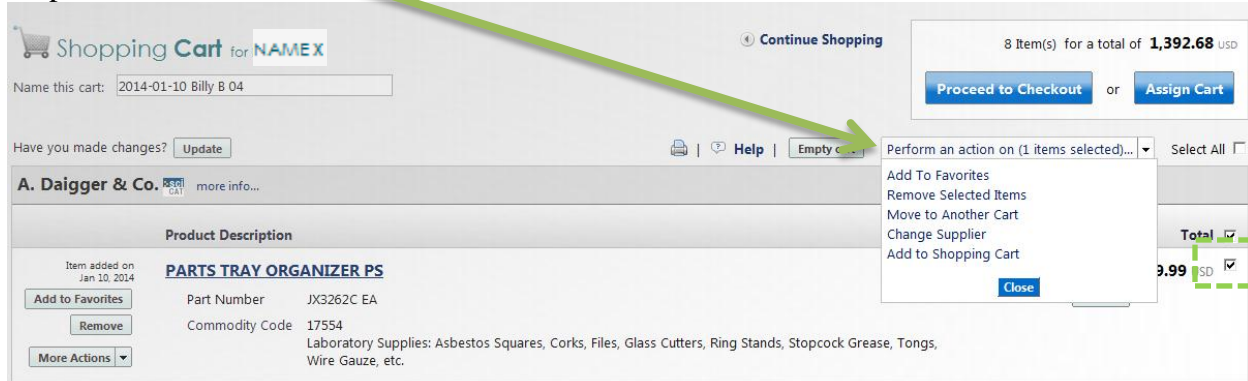 Shopping Cart for NAMEX
Continue Shopping
8 Item(s) for a total of 1,392.68 USD
Name this cart: 2014-01-10 Billy B 04
Proceed to Checkout or Assign Cart
Have you made changes? Update
| Help | Empty
Perform an action on (1 items selected)... Select All
A. Daigger & Co. sci CAT more info...
Add To Favorites
Remove Selected Items
Move to Another Cart
Change Supplier
Add to Shopping Cart
Close
Product Description
Total
Item added on
Jan 10, 2014
PARTS TRAY ORGANIZER PS
9.99 USD
Add to Favorites
Part Number JX3262C EA
Remove
Commodity Code 17554
Laboratory Supplies: Asbestos Squares, Corks, Files, Glass Cutters, Ring Stands, Stopcock Grease, Tongs,
Wire Gauze, etc.
More Actions